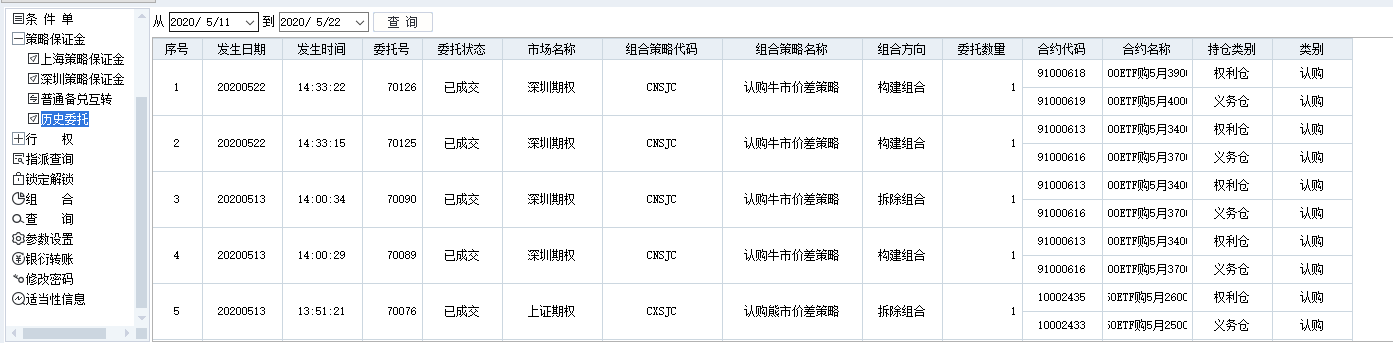 条 件 单
策略保证金
上海策略保证金
深圳策略保证金
普通备兑互转
历史委托
行 权
指派查询
锁定解锁
组 合
查 询
参数设置
银衍转账
修改密码
适当性信息
从 2020/ 5/11 到 2020/ 5/22 查 询
序号 发生日期 发生时间 委托号 委托状态 市场名称 组合策略代码 组合策略名称 组合方向 委托数量 合约代码 合约名称 持仓类别 类别
1 20200522 14:33:22 70126 已成交 深圳期权 CNSJC 认购牛市价差策略 构建组合 1
91000618 00ETF购5月390 权利仓 认购
91000619 00ETF购5月400 义务仓 认购
2 20200522 14:33:15 70125 已成交 深圳期权 CNSJC 认购牛市价差策略 构建组合 1
91000613 00ETF购5月340 权利仓 认购
91000616 00ETF购5月370 义务仓 认购
3 20200513 14:00:34 70090 已成交 深圳期权 CNSJC 认购牛市价差策略 拆除组合 1
91000613 00ETF购5月340 权利仓 认购
91000616 00ETF购5月370 义务仓 认购
4 20200513 14:00:29 70089 已成交 深圳期权 CNSJC 认购牛市价差策略 构建组合 1
91000613 00ETF购5月340 权利仓 认购
91000616 00ETF购5月370 义务仓 认购
5 20200513 13:51:21 70076 已成交 上证期权 CXSJC 认购熊市价差策略 拆除组合 1
10002435 50ETF购5月2600 权利仓 认购
10002433 50ETF购5月2500 义务仓 认购